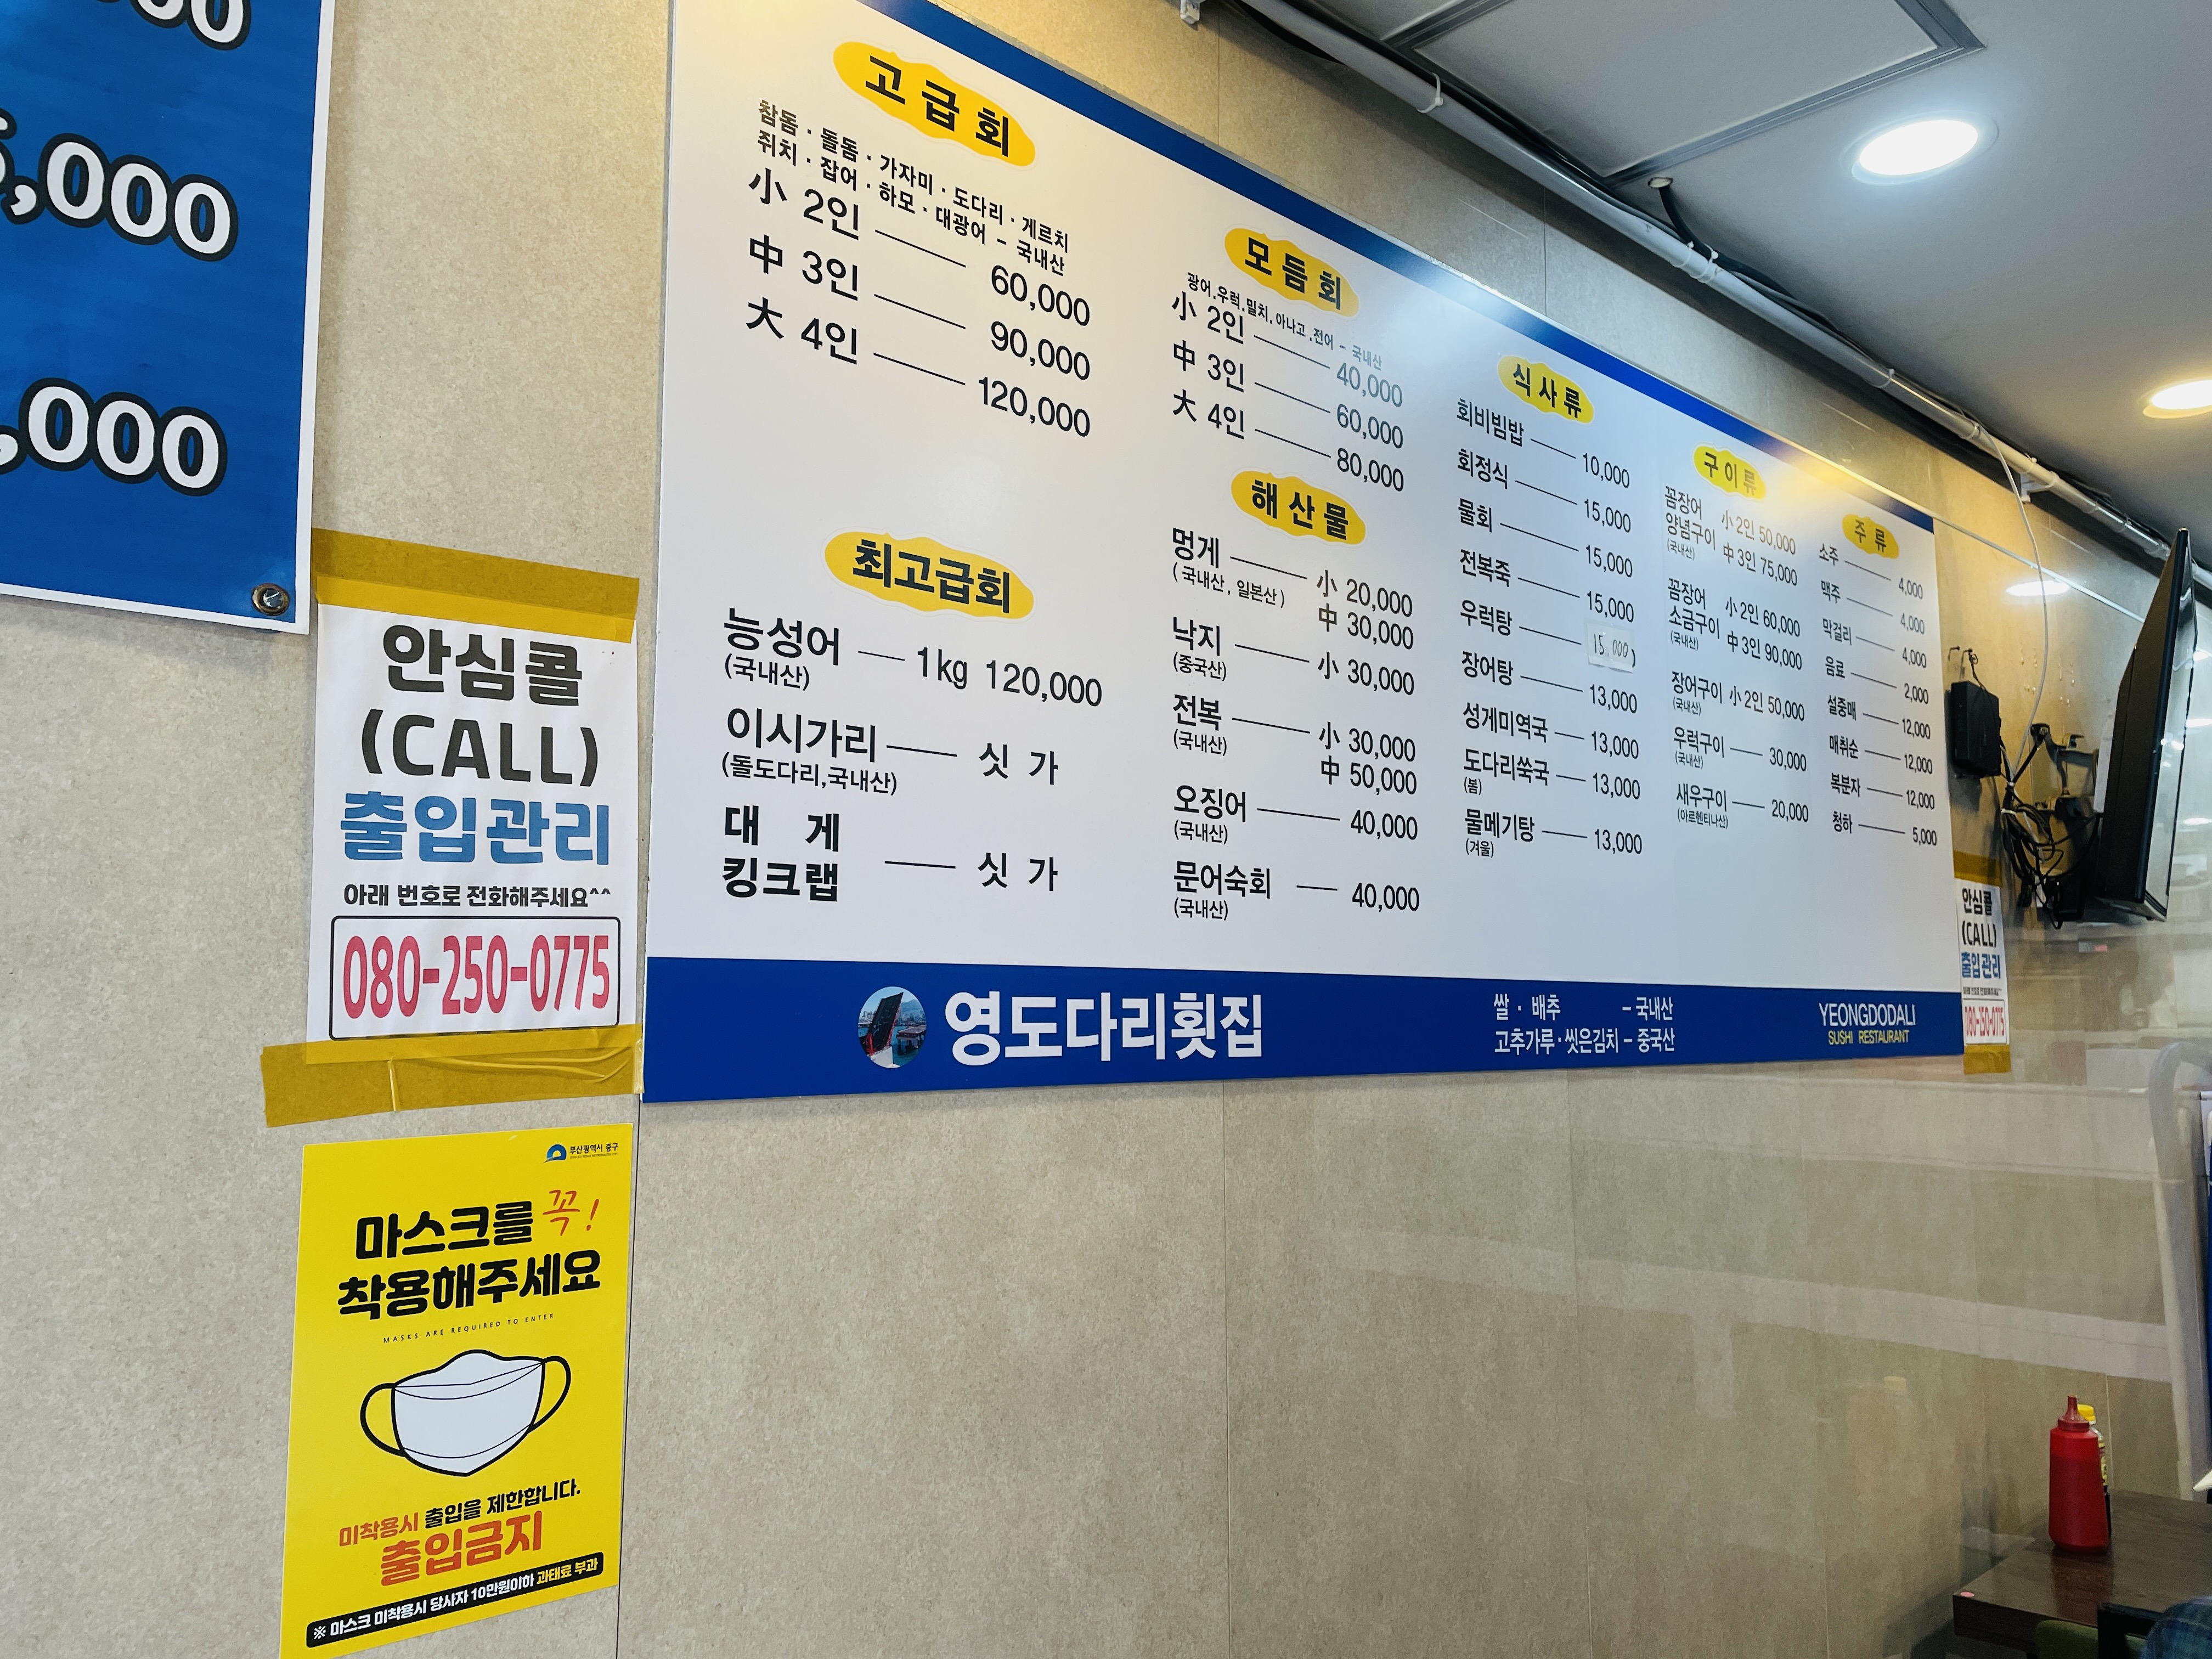 ,000
,000
안심콜
(CALL)
출입관리
아래 번호로 전화해주세요^^
080-250-0775
부산광역시 중구
마스크를 꼭!
착용해주세요
MASKS ARE REQUIRED TO ENTER
미착용시 출입을 제한합니다.
출입금지
※ 마스크 미착용시 당사자 10만원이하 과태료 부과
고급회
참돔 · 돌돔 · 가자미 · 도다리 · 게르치
쥐치 · 잡어 · 하모 · 대광어 - 국내산
小 2인 60,000
中 3인 90,000
大 4인 120,000
최고급회
능성어 1kg 120,000
(국내산)
이시가리 싯 가
(돌도다리,국내산)
대 게
킹크랩 싯 가
모듬회
광어.우럭.밀치.아나고.전어 - 국내산
小 2인 40,000
中 3인 60,000
大 4인 80,000
해산물
멍게 小 20,000
(국내산, 일본산) 中 30,000
낙지 小 30,000
(중국산)
전복 小 30,000
(국내산) 中 50,000
오징어 40,000
(국내산)
문어숙회 40,000
(국내산)
식사류
회비빔밥 10,000
회정식 15,000
물회 15,000
전복죽 15,000
우럭탕 15,000
장어탕 13,000
성게미역국 13,000
도다리쑥국 13,000
(봄)
물메기탕 13,000
(겨울)
구이류
꼼장어 小 2인 50,000
양념구이 中 3인 75,000
(국내산)
꼼장어 小 2인 60,000
소금구이 中 3인 90,000
(국내산)
장어구이 小 2인 50,000
(국내산)
우럭구이 30,000
(국내산)
새우구이 20,000
(아르헨티나산)
주류
소주 4,000
맥주 4,000
막걸리 4,000
음료 2,000
설중매 12,000
매취순 12,000
복분자 12,000
청하 5,000
영도다리횟집
쌀 · 배추 - 국내산
고추가루 · 씻은김치 - 중국산
YEONGDODALI
SUSHI RESTAURANT
안심콜
(CALL)
출입관리
080-250-0775